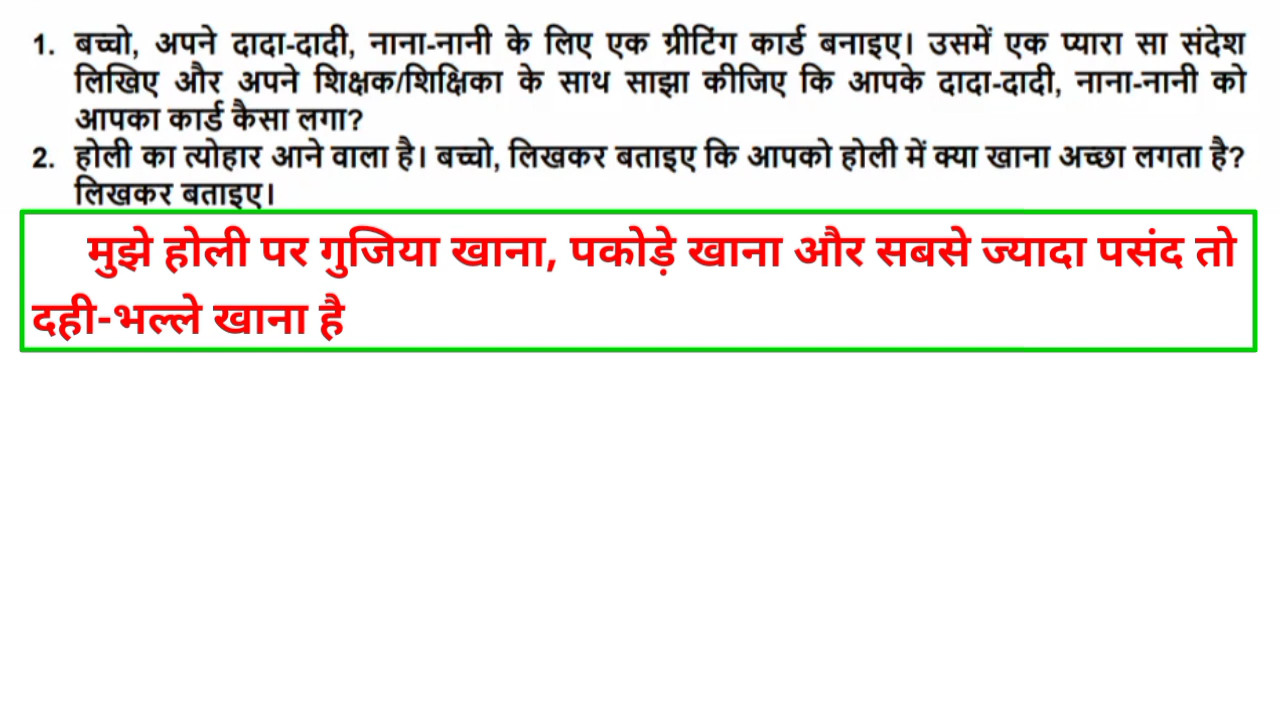 1. बच्चो, अपने दादा-दादी, नाना-नानी के लिए एक ग्रीटिंग कार्ड बनाइए। उसमें एक प्यारा सा संदेश
लिखिए और अपने शिक्षक/शिक्षिका के साथ साझा कीजिए कि आपके दादा-दादी, नाना-नानी को
आपका कार्ड कैसा लगा?
2. होली का त्योहार आने वाला है। बच्चो, लिखकर बताइए कि आपको होली में क्या खाना अच्छा लगता है?
लिखकर बताइए।
मुझे होली पर गुजिया खाना, पकोड़े खाना और सबसे ज्यादा पसंद तो
दही-भल्ले खाना है